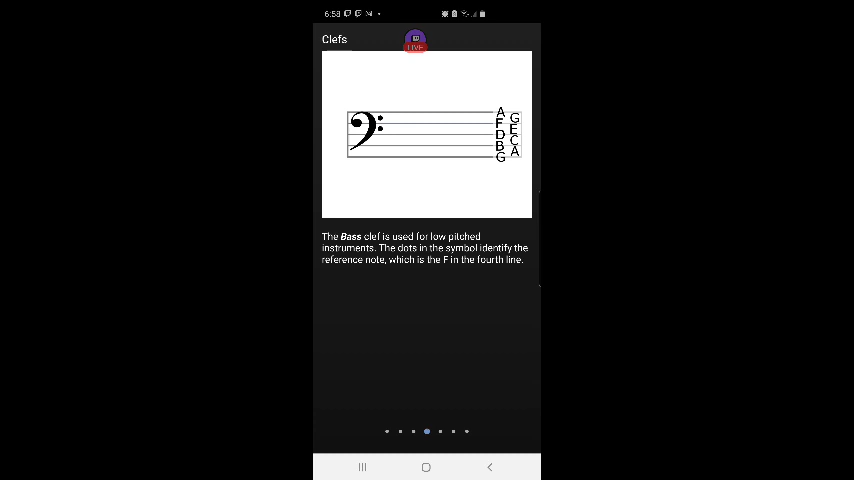 6:58
Clefs
LIVE
A
G
F
E
D
C
B
A
G
The Bass clef is used for low pitched
instruments. The dots in the symbol identify the
reference note, which is the F in the fourth line.